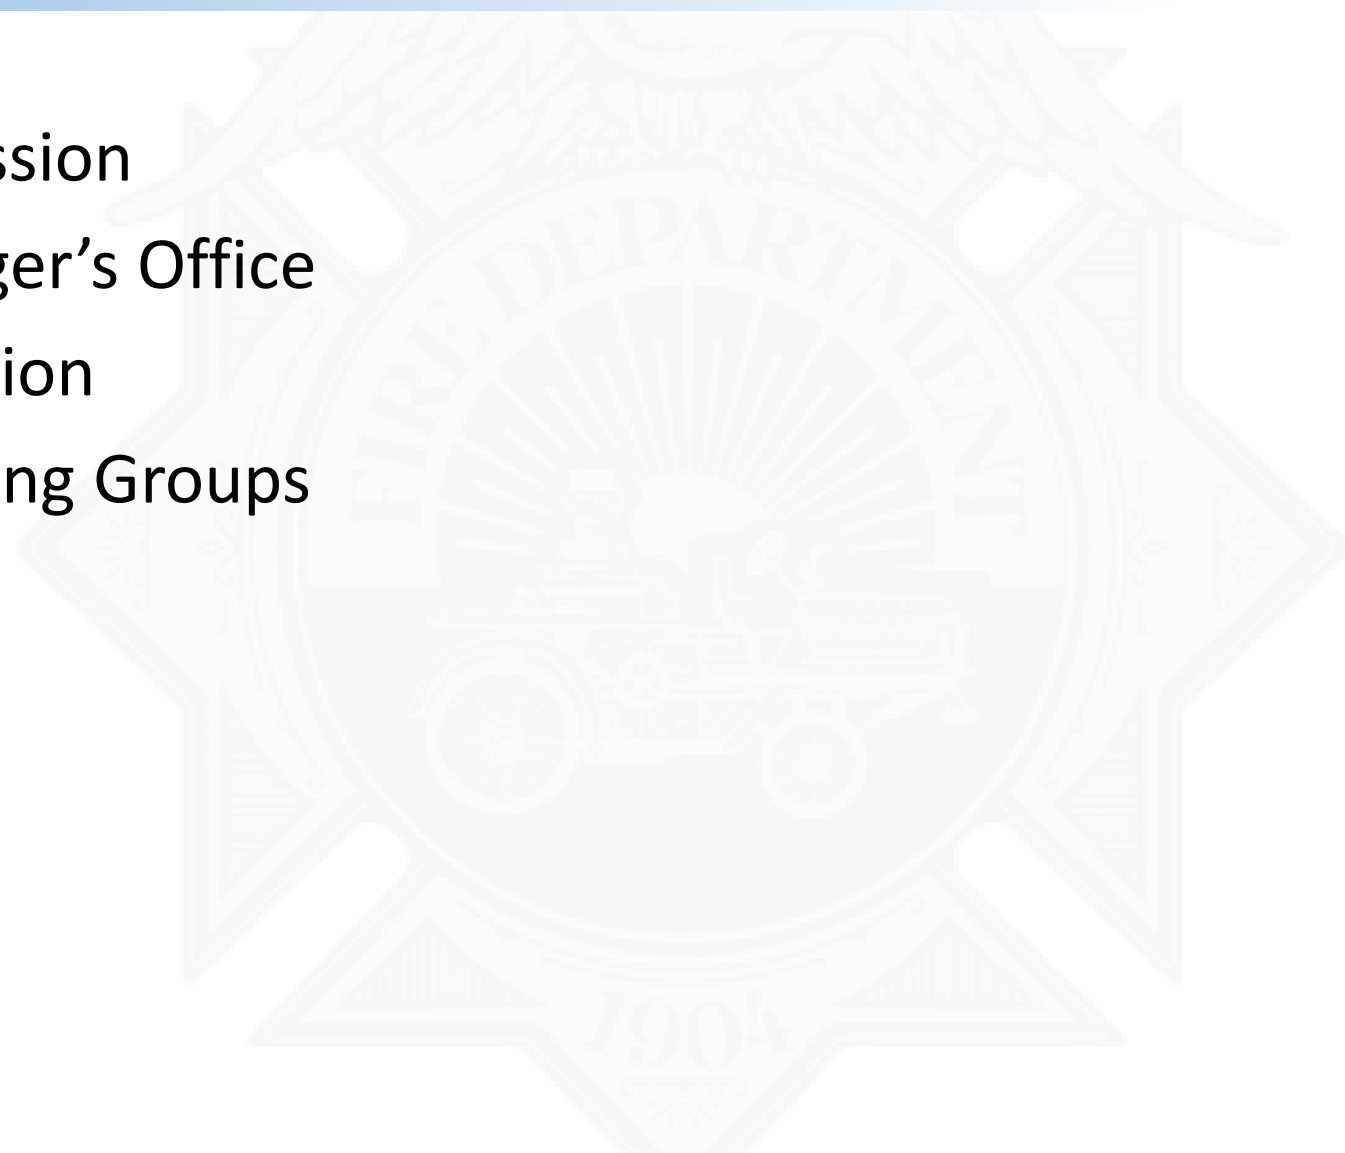 ssion
ger’s Office
ion
ng Groups
FIRE DEPARTMENT
1904